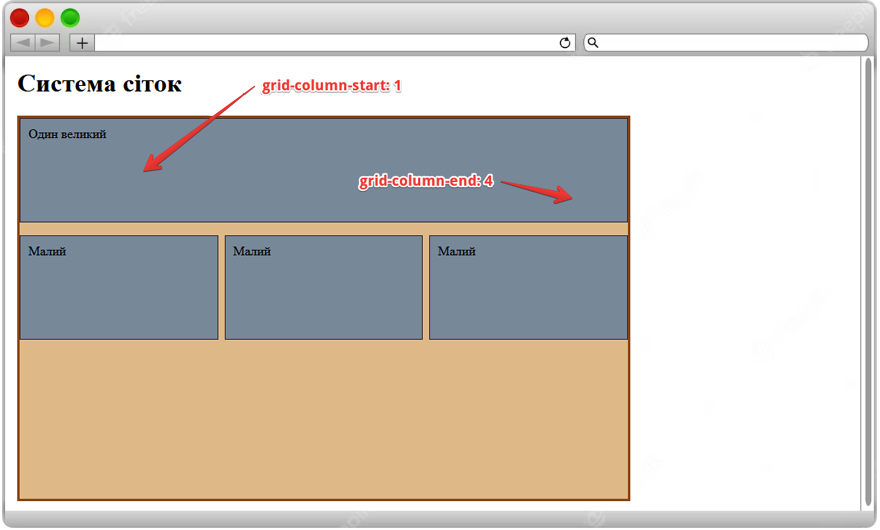 Система сіток
grid-column-start: 1
Один великий
grid-column-end: 4
Малий
Малий
Малий